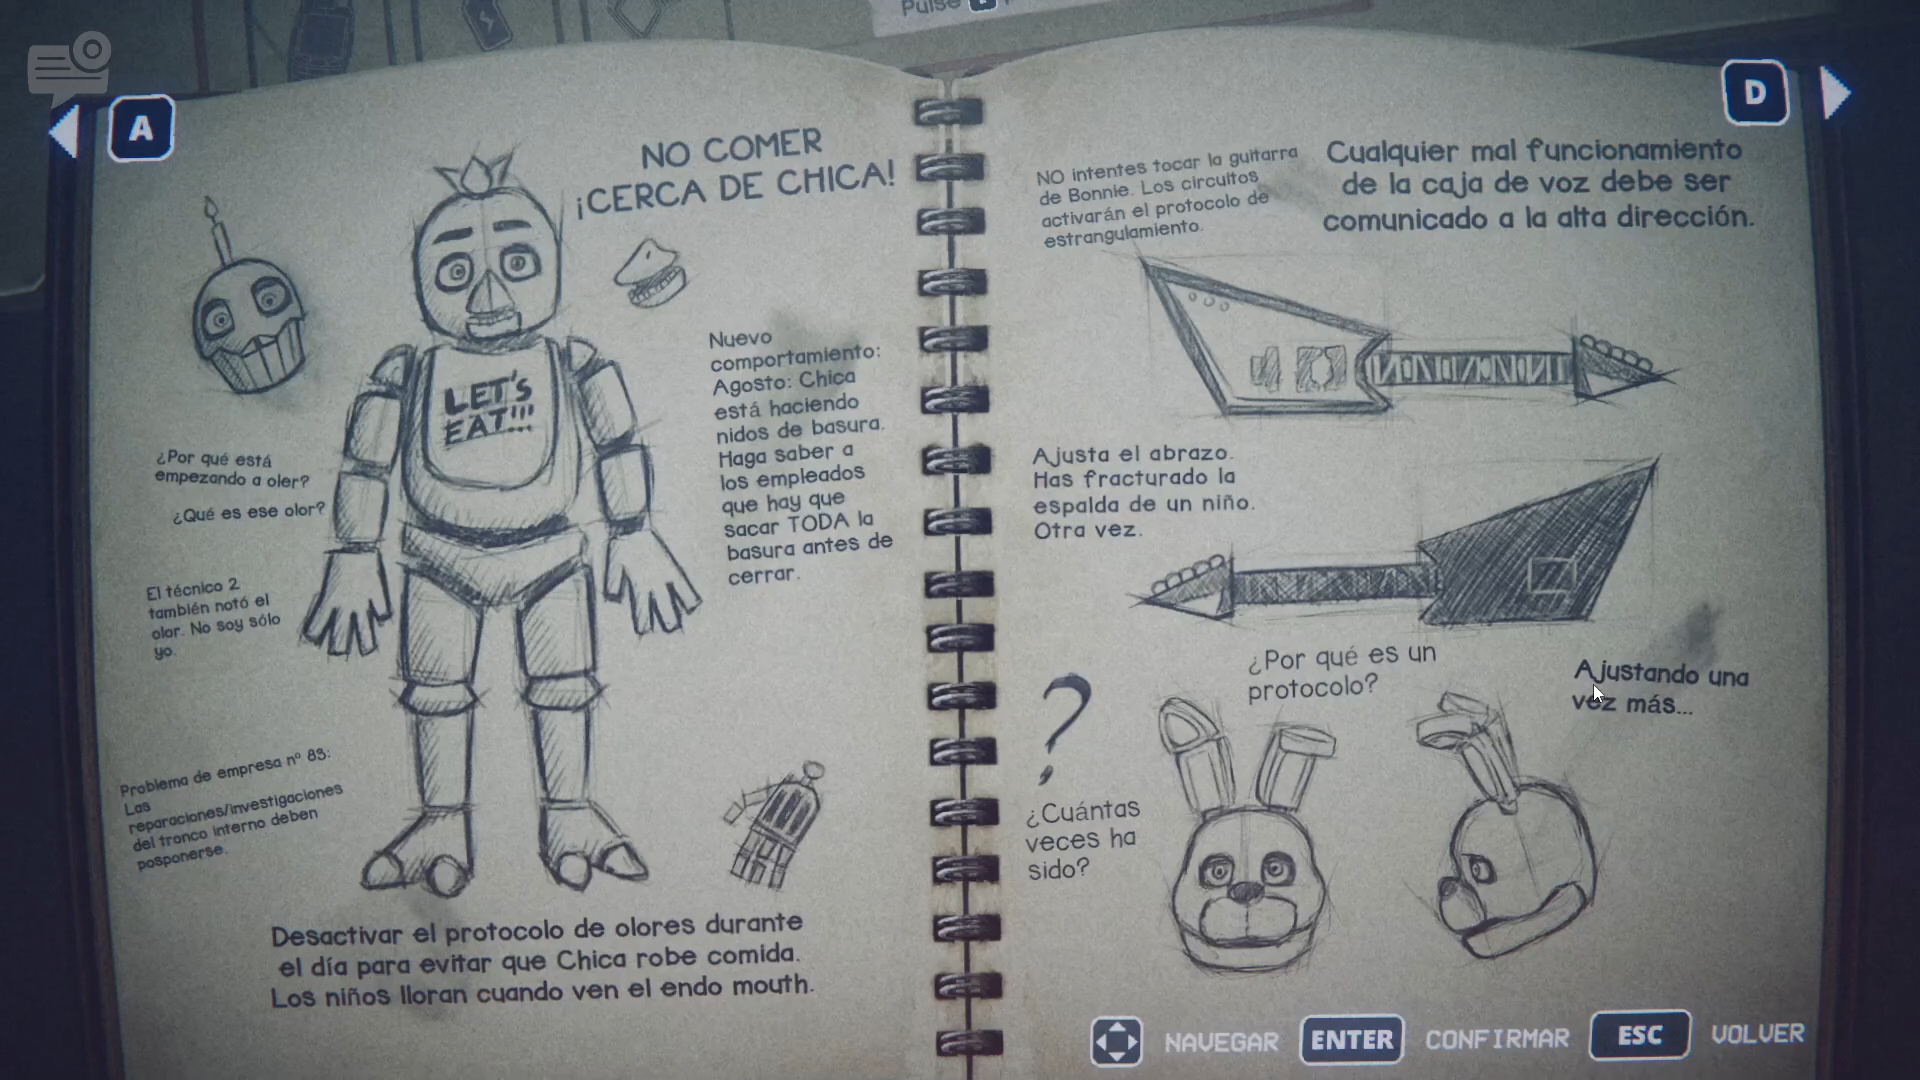 Pulse
A
D
NO COMER
¡CERCA DE CHICA!
LET'S
EAT!!!
Nuevo
comportamiento:
Agosto: Chica
está haciendo
nidos de basura.
Haga saber a
los empleados
que hay que
sacar TODA la
basura antes de
cerrar.
¿Por qué está
empezando a oler?
¿Qué es ese olor?
El técnico 2
también notó el
olor. No soy sólo
yo.
Problema de empresa nº 83:
Las
reparaciones/investigaciones
del tronco interno deben
posponerse.
Desactivar el protocolo de olores durante
el día para evitar que Chica robe comida.
Los niños lloran cuando ven el endo mouth.
NO intentes tocar la guitarra
de Bonnie. Los circuitos
activarán el protocolo de
estrangulamiento.
Cualquier mal funcionamiento
de la caja de voz debe ser
comunicado a la alta dirección.
Ajusta el abrazo.
Has fracturado la
espalda de un niño.
Otra vez.
¿Por qué es un
protocolo?
Ajustando una
vez más...
?
¿Cuántas
veces ha
sido?
NAVEGAR
ENTER
CONFIRMAR
ESC
VOLVER